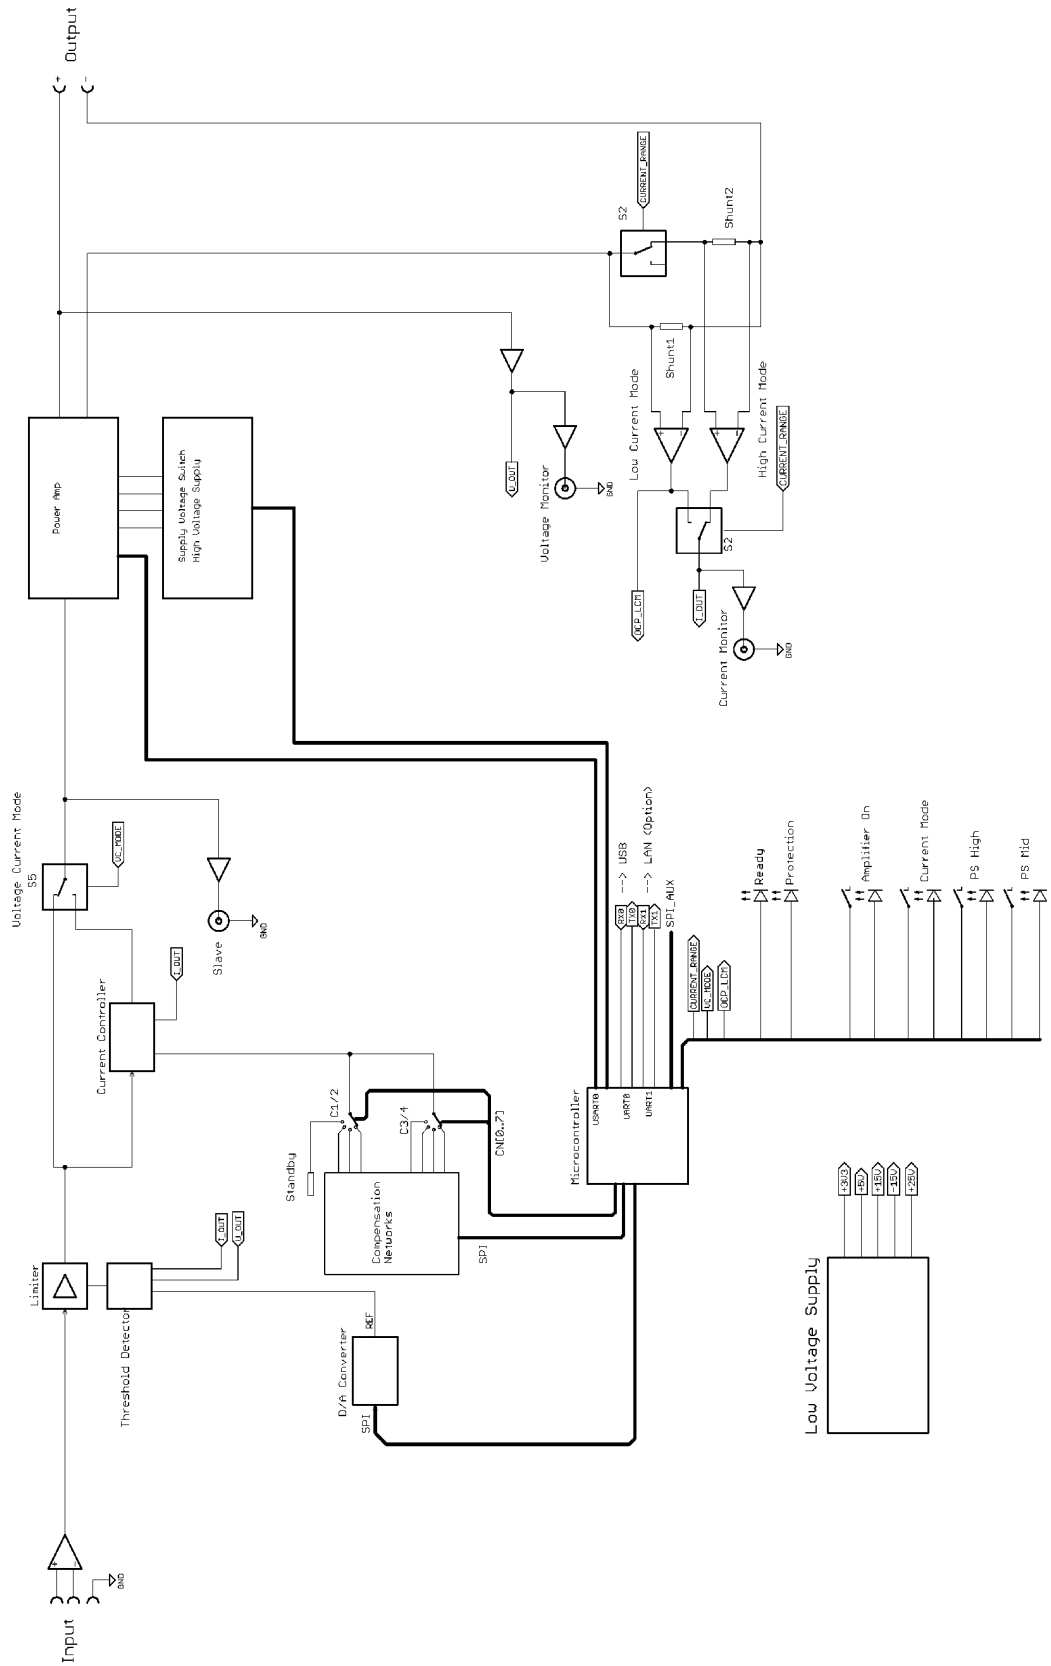 Input
+
−
GND
Limiter
Threshold Detector
I_OUT
U_OUT
REF
D/A Converter
SPI
Current Controller
I_OUT
Voltage Current Mode
S5
VC_MODE
Slave
GND
Standby
C1/2
C3/4
CN[0..7]
Compensation
Networks
SPI
Power Amp
Supply Voltage Switch
High Voltage Supply
Output
+
-
U_OUT
Voltage Monitor
GND
S2
CURRENT_RANGE
Shunt2
Shunt1
Low Current Mode
+
−
High Current Mode
+
−
CURRENT_RANGE
S2
OCP_LCM
I_OUT
Current Monitor
GND
Microcontroller
USART0
UART0
UART1
RX0
TX0
--> USB
RX1
TX1
--> LAN (Option)
SPI_AUX
CURRENT_RANGE
VC_MODE
OCP_LCM
Ready
Protection
Amplifier On
Current Mode
PS High
PS Mid
Low Voltage Supply
+3V3
+5V
+15V
-15V
+25V